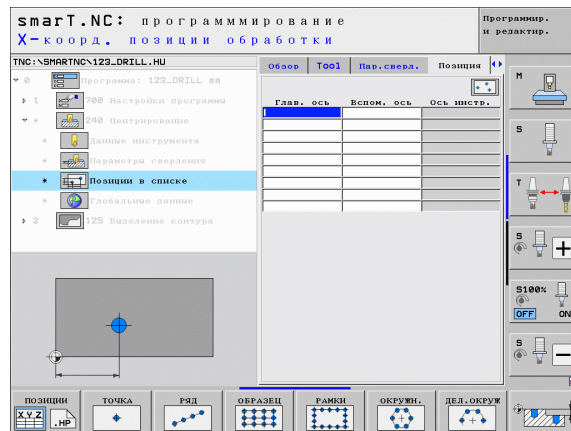 smarT.NC: программмирование
Программир.
и редактир.
X-коорд. позиции обработки
TNC:\SMARTNC\123_DRILL.HU
Обзор Tool Пар.сверл. Позиция
0 Программа: 123_DRILL mm
1 700 Настройки программы
* 240 Центрирование
* Данные инструмента
* Параметры сверления
* Позиции в списке
* Глобальные данные
2 125 Выделение контура
Глав. ось Вспом. ось Ось инстр.
M
S
T
S
S100%
OFF ON
S
ПОЗИЦИИ
X,Y,Z .HP
ТОЧКА
РЯД
ОБРАЗЕЦ
РАМКИ
ОКРУЖН.
ДЕЛ.ОКРУЖ